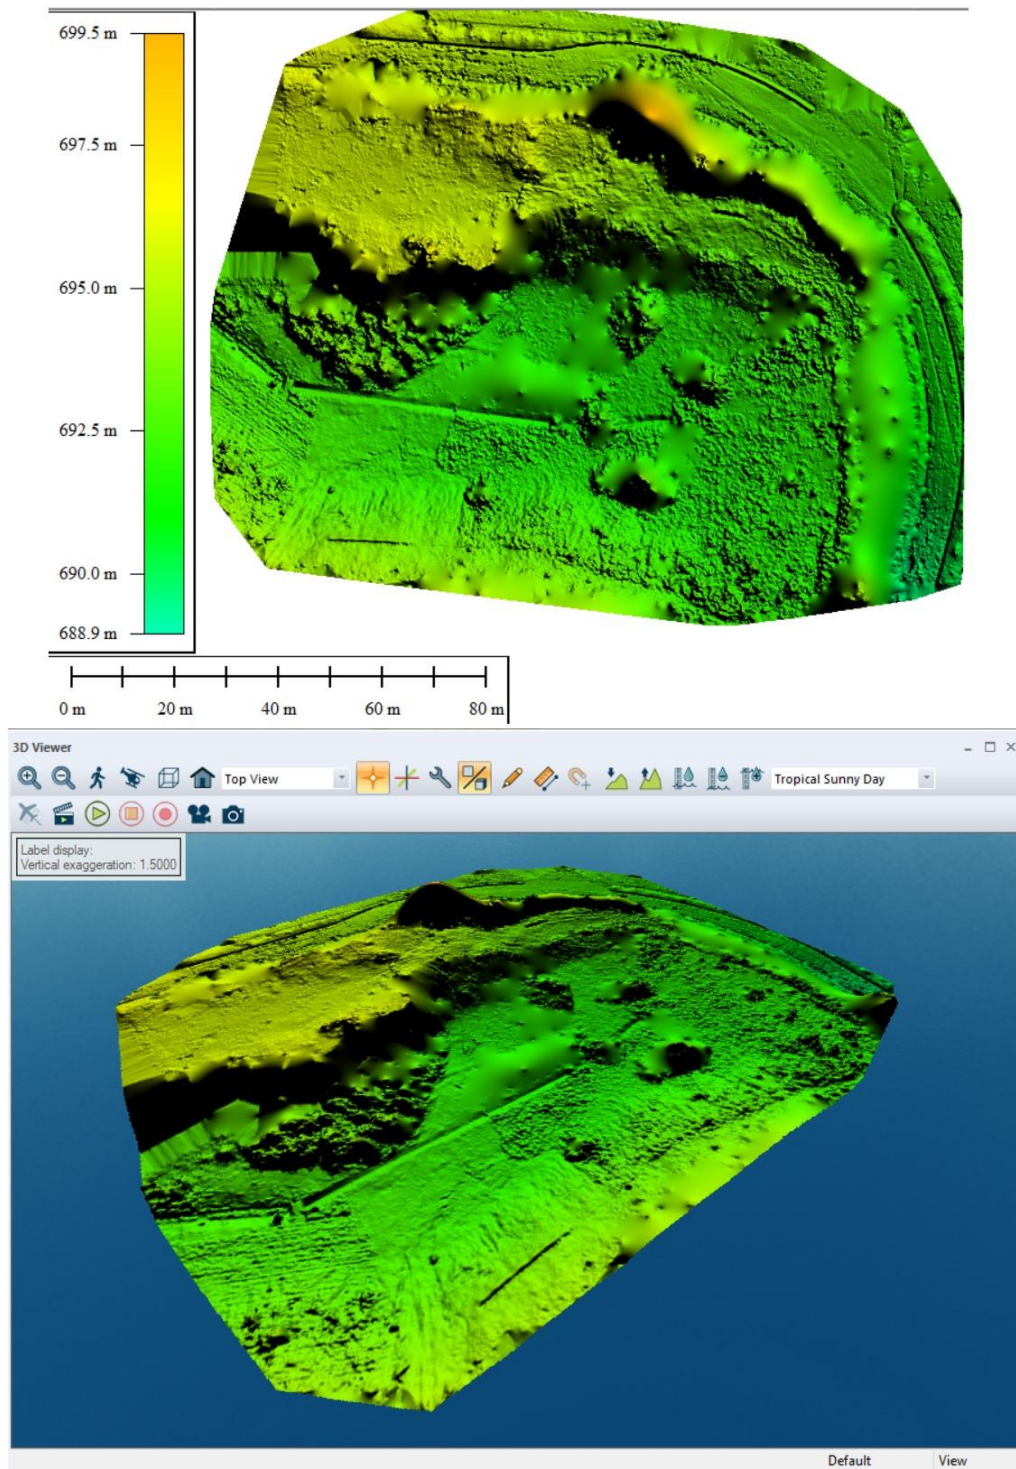 699.5 m
697.5 m
695.0 m
692.5 m
690.0 m
688.9 m
0 m 20 m 40 m 60 m 80 m
3D Viewer
Top View Tropical Sunny Day
Label display:
Vertical exaggeration: 1.5000
Default View